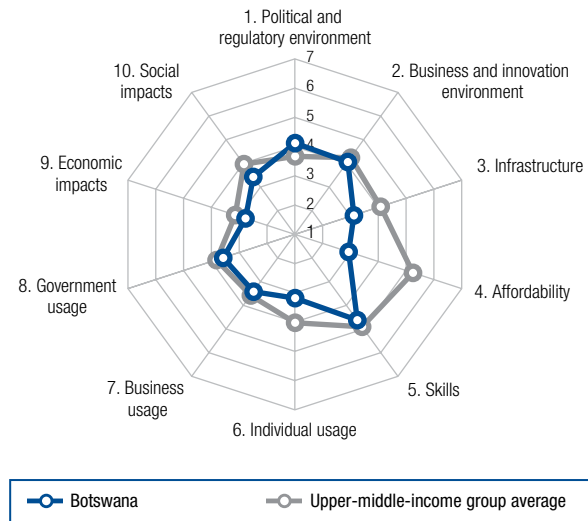 1. Political and
regulatory environment
2. Business and innovation
environment
3. Infrastructure
4. Affordability
5. Skills
6. Individual usage
7. Business
usage
8. Government
usage
9. Economic
impacts
10. Social
impacts
7
6
5
4
3
2
1
Botswana
Upper-middle-income group average